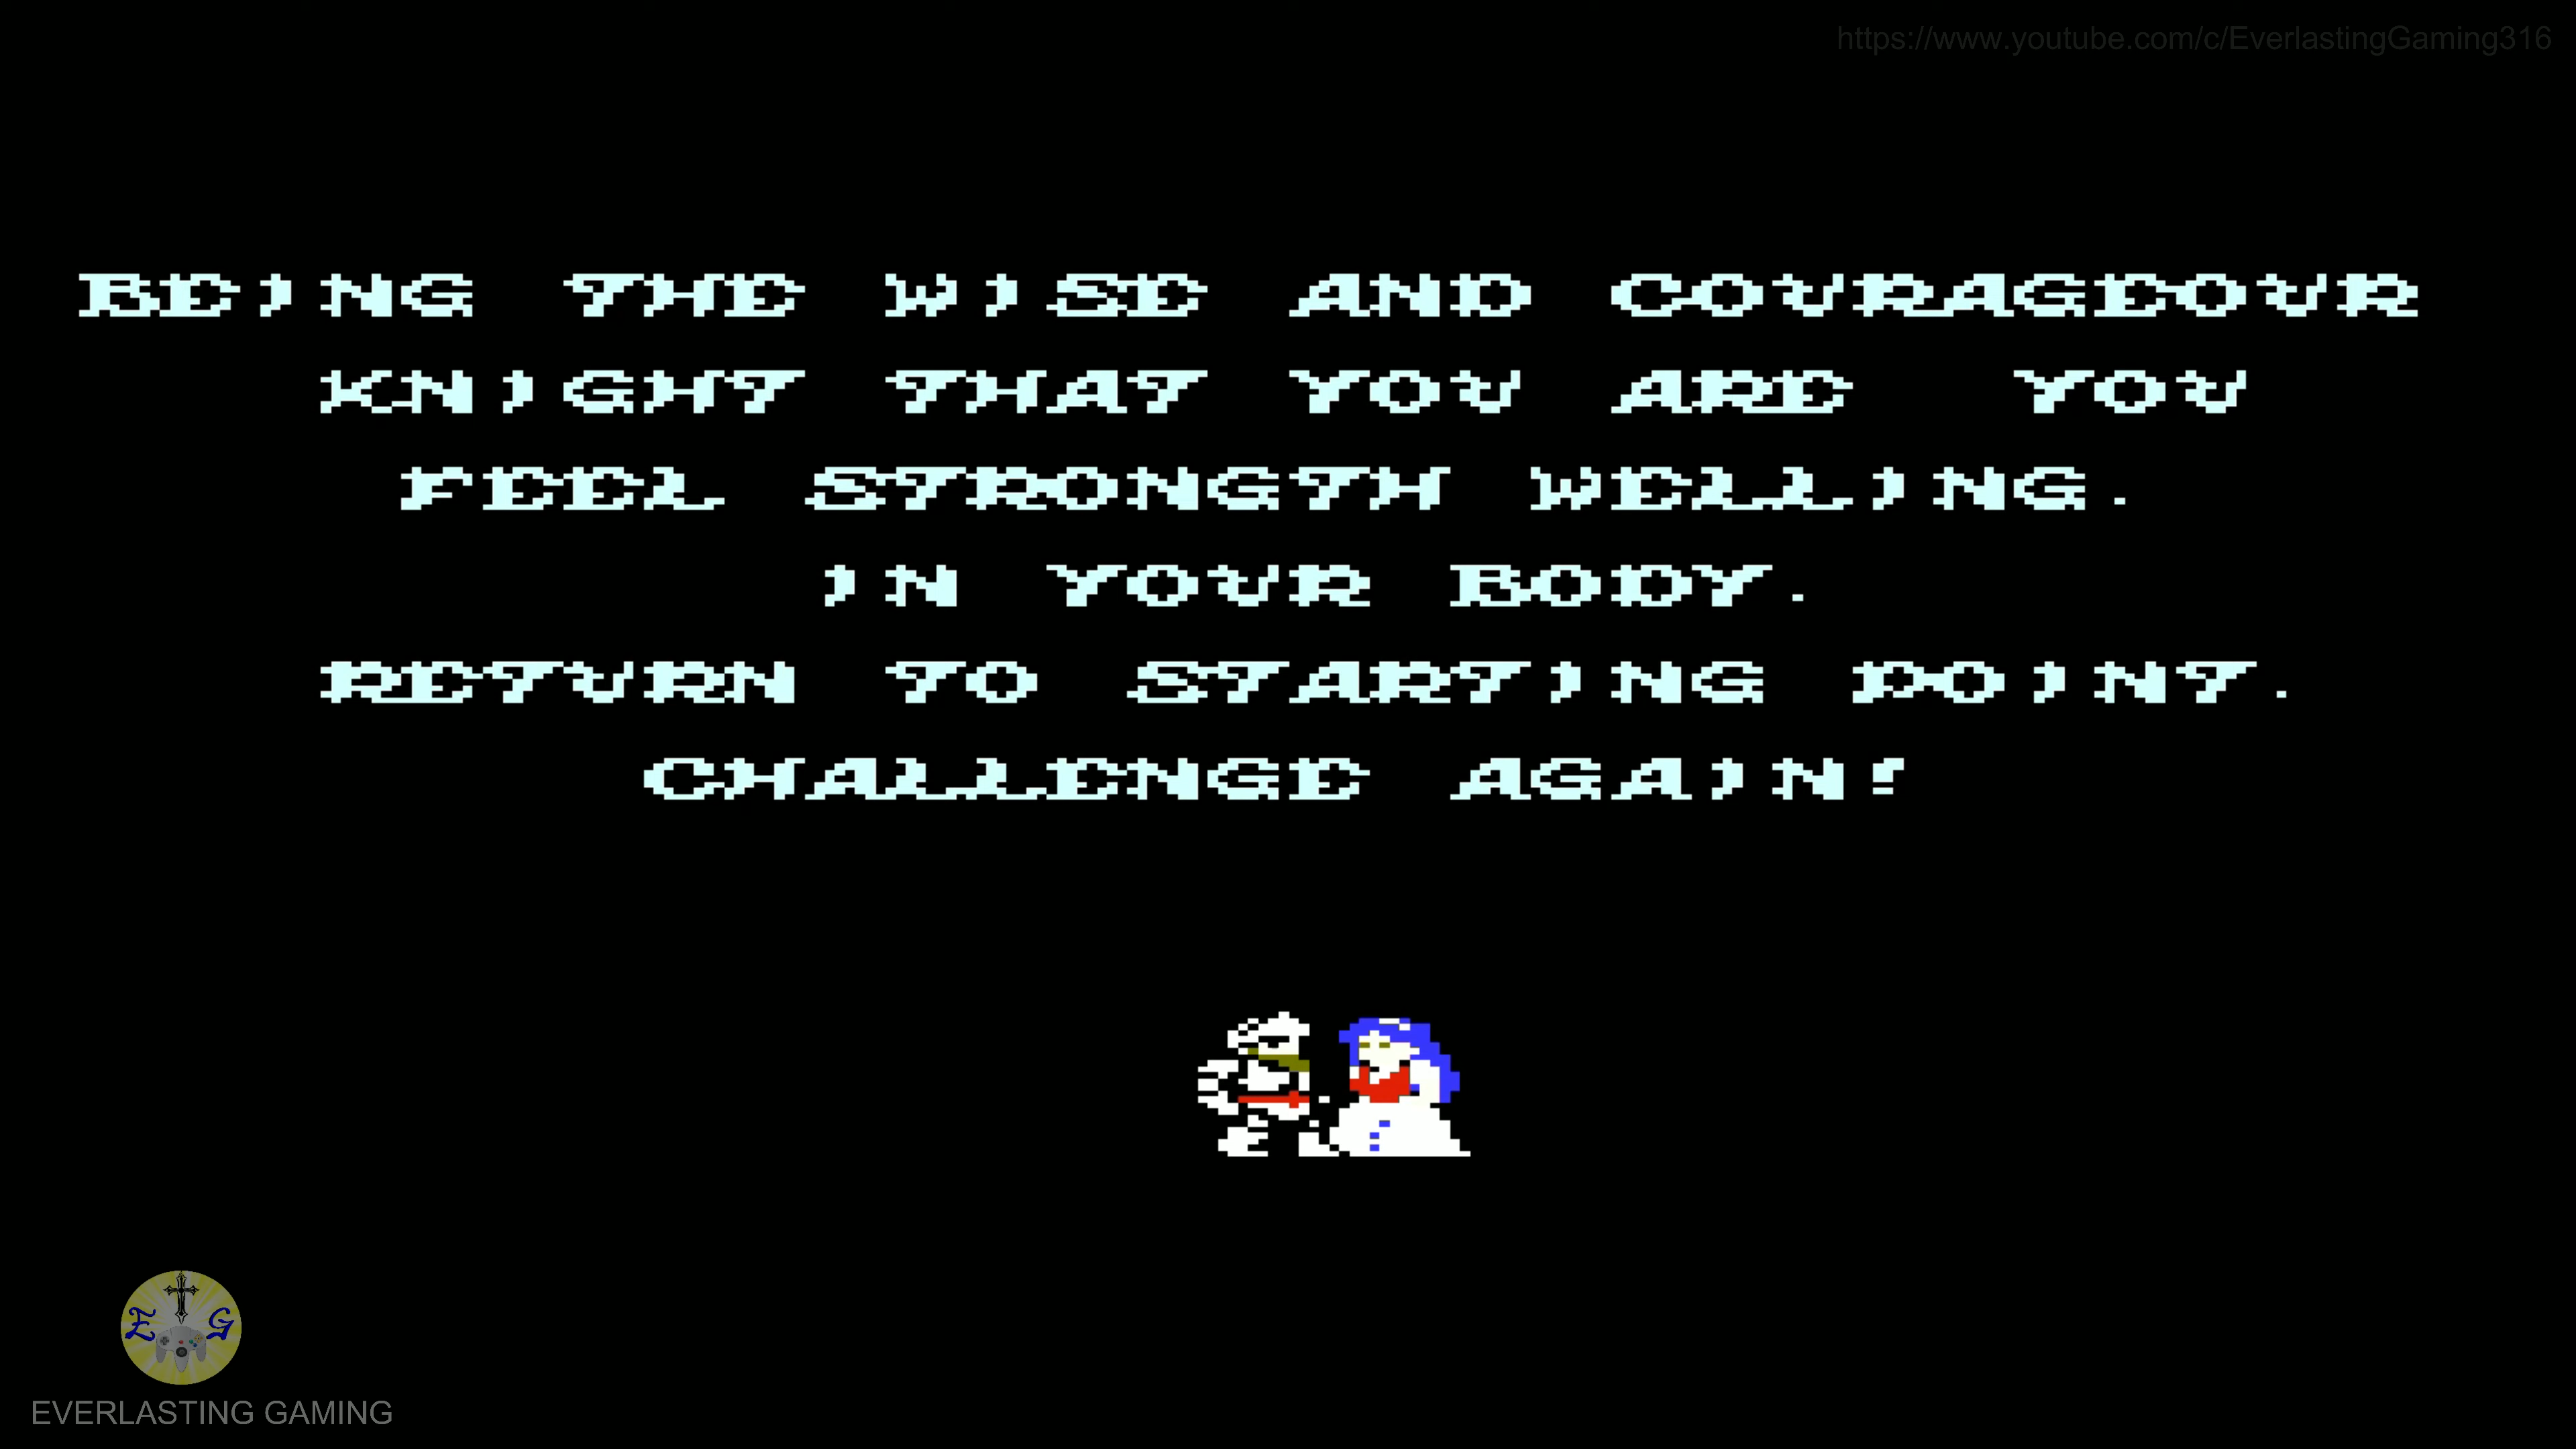 https://www.youtube.com/c/EverlastingGaming316
BEING THE WISE AND COURAGEOUR
KNIGHT THAT YOU ARE YOU
FEEL STRONGTH WELLING.
IN YOUR BODY.
RETURN TO STARTING POINT.
CHALLENGE AGAIN!
E G
EVERLASTING GAMING